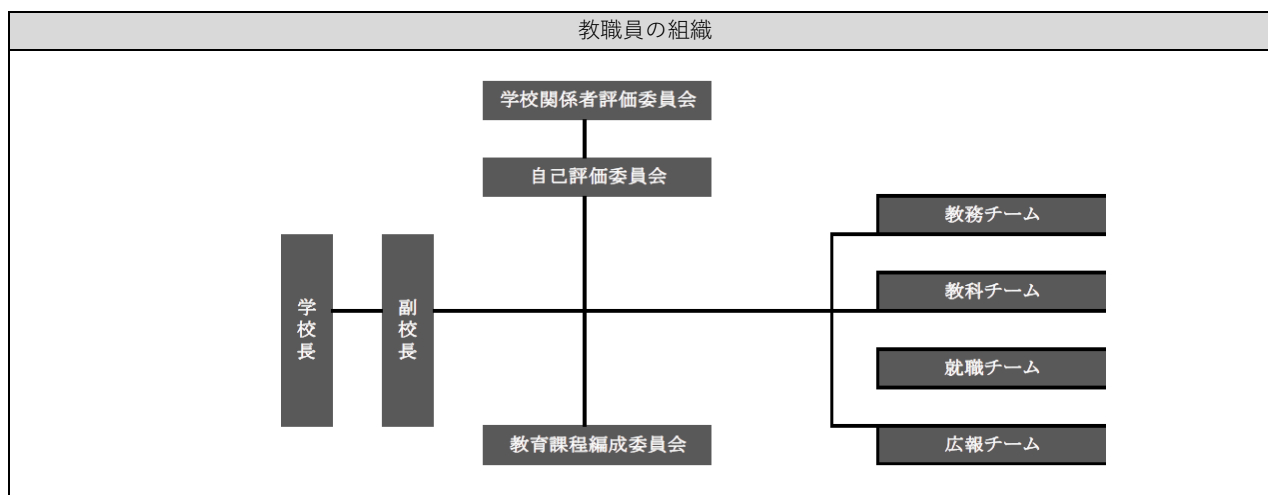 教職員の組織
学校関係者評価委員会
自己評価委員会
学校長
副校長
教務チーム
教科チーム
就職チーム
広報チーム
教育課程編成委員会